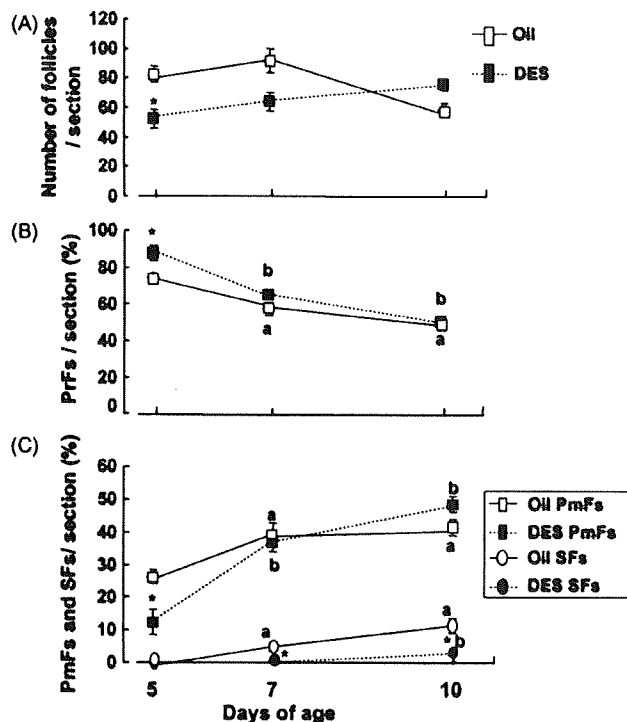 (A)
Number of follicles
/ section
120
100
80
60
40
20
0
*
Oil
DES
(B)
PrFs / section (%)
100
80
60
40
20
0
*
b
b
a
a
(C)
PmFs and SFs/ section (%)
60
50
40
30
20
10
0
a
b
b
a
*
a
*
a
*
b
Oil PmFs
DES PmFs
Oil SFs
DES SFs
5
7
10
Days of age